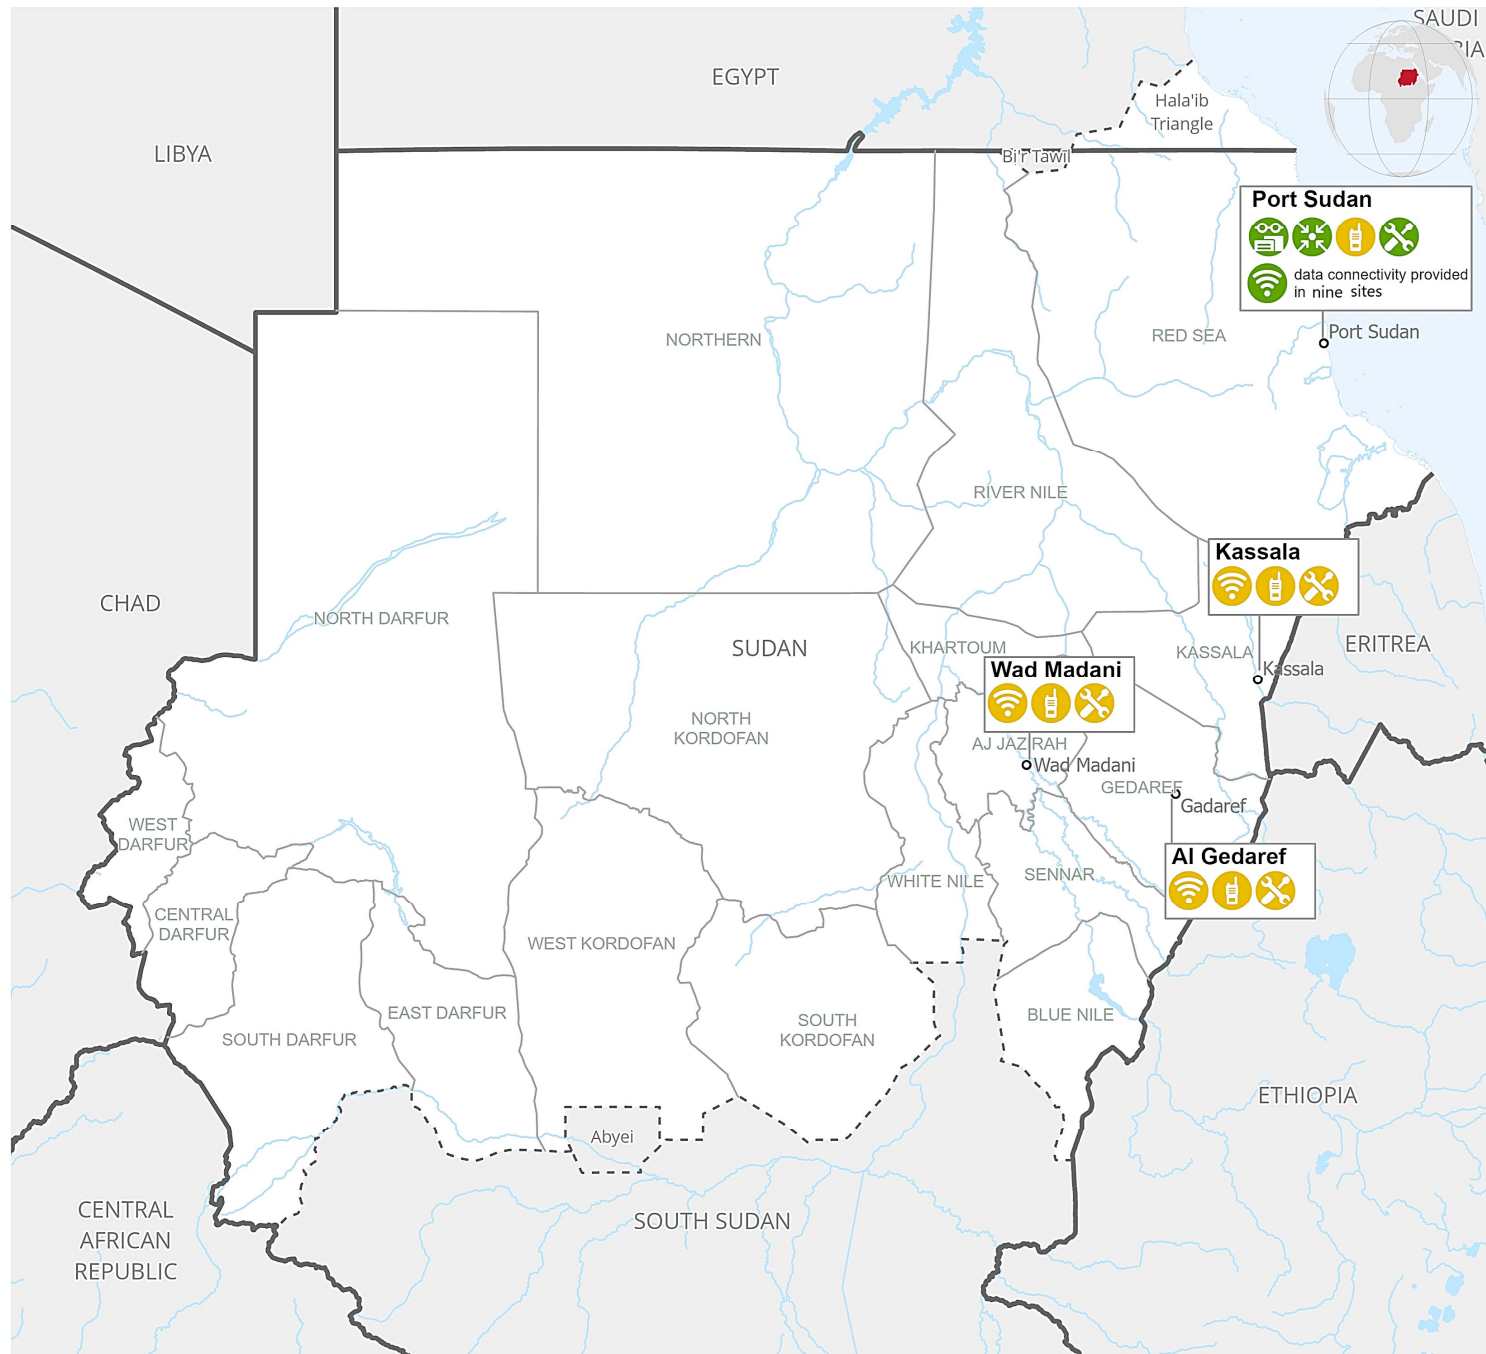 SAUDI
EGYPT
Hala'ib
Triangle
LIBYA
Bi'r Tawil
Port Sudan
data connectivity provided
in nine sites
NORTHERN
RED SEA
Port Sudan
RIVER NILE
Kassala
CHAD
NORTH DARFUR
SUDAN
KHARTOUM
KASSALA
ERITREA
Wad Madani
Kassala
NORTH
KORDOFAN
AJ JAZIRAH
Wad Madani
GEDAREF
Gadaref
WEST
DARFUR
Al Gedaref
WHITE NILE
SENNAR
CENTRAL
DARFUR
WEST KORDOFAN
EAST DARFUR
SOUTH
KORDOFAN
BLUE NILE
SOUTH DARFUR
ETHIOPIA
Abyei
CENTRAL
AFRICAN
REPUBLIC
SOUTH SUDAN